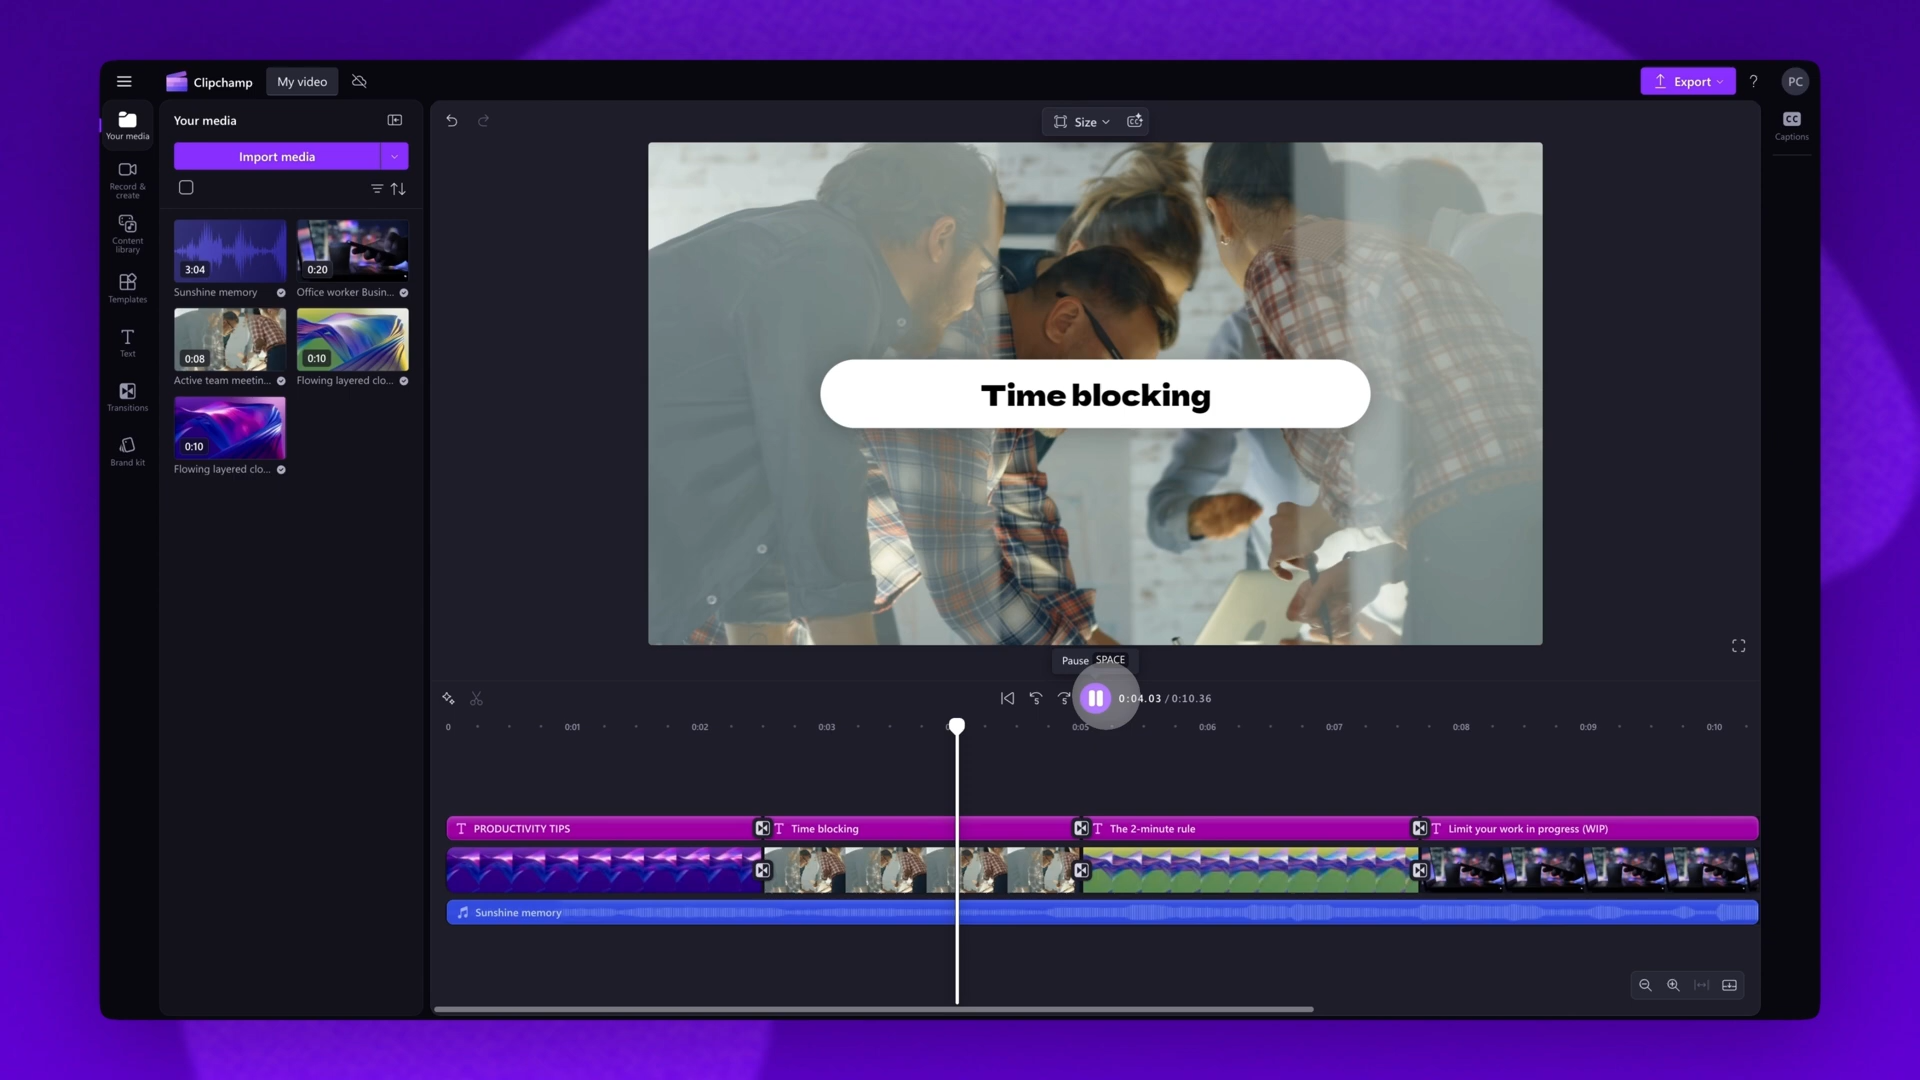 Clipchamp
My video
Export
?
PC
Your media
Record &
create
Content
library
Templates
Text
Transitions
Brand kit
Your media
Import media
3:04
Sunshine memory
0:20
Office worker Busin...
0:08
Active team meetin...
0:10
Flowing layered clo...
0:10
Flowing layered clo...
Size
CC
Captions
Time blocking
Pause SPACE
5
5
0:04.03 / 0:10.36
0
0:01
0:02
0:03
0:05
0:06
0:07
0:08
0:09
0:10
T PRODUCTIVITY TIPS
T Time blocking
T The 2-minute rule
T Limit your work in progress (WIP)
Sunshine memory